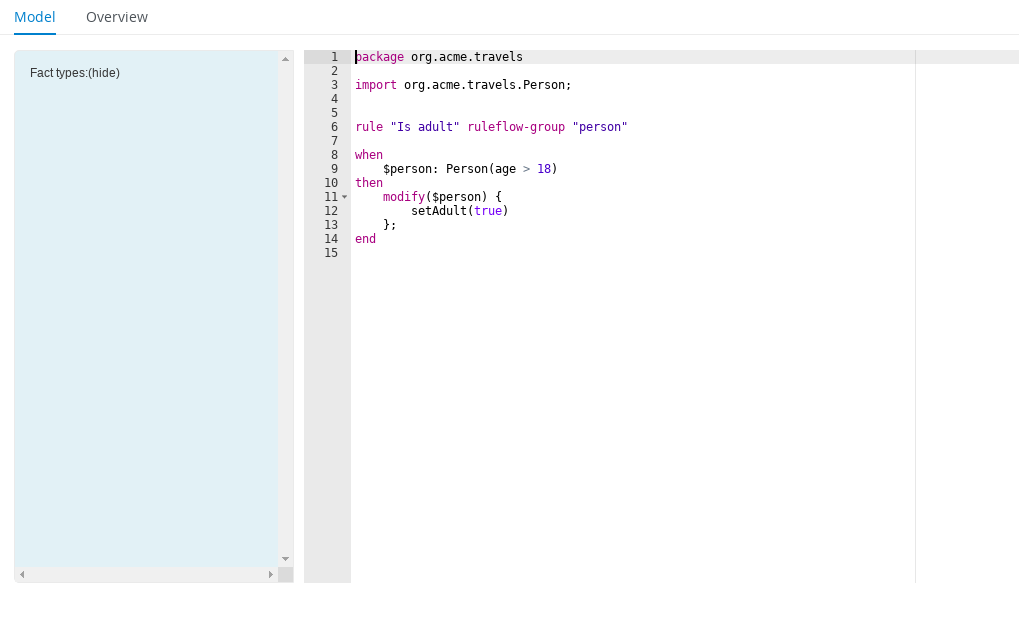 Model Overview
Fact types:(hide)
1 package org.acme.travels
2
3 import org.acme.travels.Person;
4
5
6 rule "Is adult" ruleflow-group "person"
7
8 when
9     $person: Person(age > 18)
10 then
11     modify($person) {
12         setAdult(true)
13     };
14 end
15